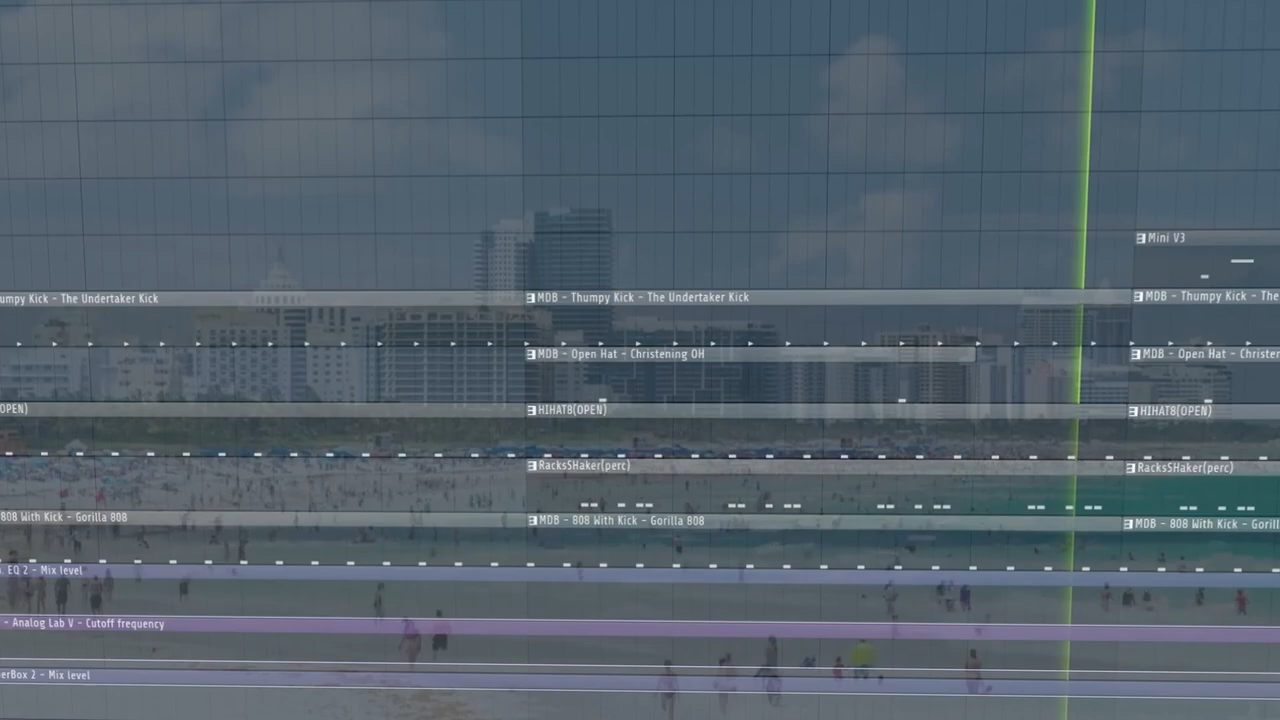 Mini V3
umpy Kick - The Undertaker Kick
MDB - Thumpy Kick - The Undertaker Kick
MDB - Thumpy Kick - The
MDB - Open Hat - Christening OH
MDB - Open Hat - Christer
OPEN)
HIHAT8(OPEN)
HIHAT8(OPEN)
RacksSHaker(perc)
RacksSHaker(perc)
808 With Kick - Gorilla 808
MDB - 808 With Kick - Gorilla 808
MDB - 808 With Kick - Gorill
. EQ 2 - Mix level
- Analog Lab V - Cutoff frequency
erBox 2 - Mix level